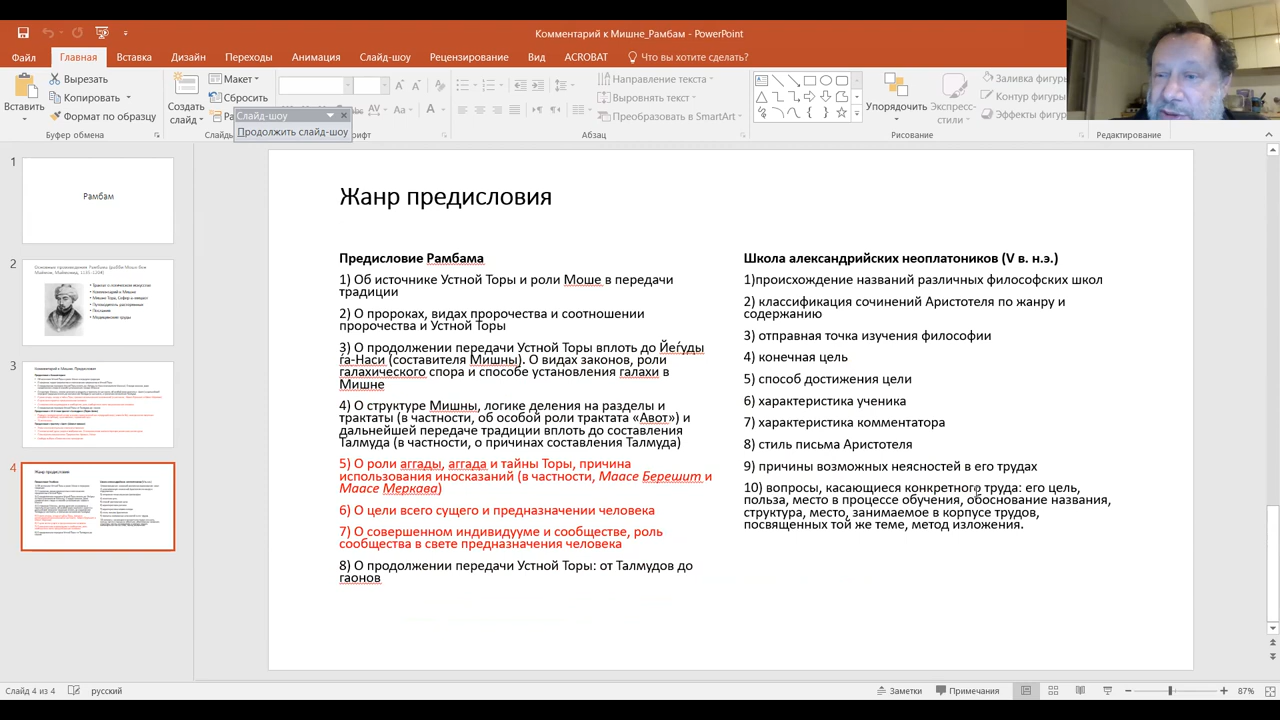 Комментарий к Мишне_Рамбам - PowerPoint
Файл Главная Вставка Дизайн Переходы Анимация Слайд-шоу Рецензирование Вид ACROBAT Что вы хотите сделать?
Вставить
Вырезать
Копировать
Формат по образцу
Буфер обмена
Создать слайд
Макет
Сбросить
Слайд-шоу
Продолжить слайд-шоу
Направление текста
Выровнять текст
Преобразовать в SmartArt
Абзац
Упорядочить
Экспресс-стили
Заливка фигуры
Контур фигуры
Эффекты фигуры
Рисование
Редактирование
1
Рамбам
2
3
4
Жанр предисловия
Предисловие Рамбама
1) Об источнике Устной Торы и роли Моше в передачи
традиции
2) О пророках, видах пророчества и соотношении
пророчества и Устной Торы
3) О продолжении передачи Устной Торы вплоть до Йеѓуды
ѓа-Наси (составителя Мишны). О видах законов, роли
галахического спора и способе установления галахи в
Мишне
4) О структуре Мишны, логике деления на разделы и
трактаты (в частности, об особой роли трактата «Авот») и
дальнейшей передаче традиции вплоть до составления
Талмуда (в частности, о причинах составления Талмуда)
5) О роли аггады, аггада и тайны Торы, причина
использования иносказаний (в частности, Маасе Берешит и
Маасе Меркава)
6) О цели всего сущего и предназначении человека
7) О совершенном индивидууме и сообществе, роль
сообщества в свете предназначения человека
8) О продолжении передачи Устной Торы: от Талмудов до
гаонов
Школа александрийских неоплатоников (V в. н.э.)
1)происхождение названий различных философских школ
2) классификация сочинений Аристотеля по жанру и
содержанию
3) отправная точка изучения философии
4) конечная цель
5) способ достижения цели
6) характеристика ученика
7) характеристика комментатора
8) стиль письма Аристотеля
9) причины возможных неясностей в его трудах
10) вопросы, касающиеся конкретного труда: его цель,
польза, место в процессе обучения, обоснование названия,
структура, место, занимаемое в корпусе трудов,
посвященных той же теме, метод изложения.
Слайд 4 из 4 русский Заметки Примечания 87%